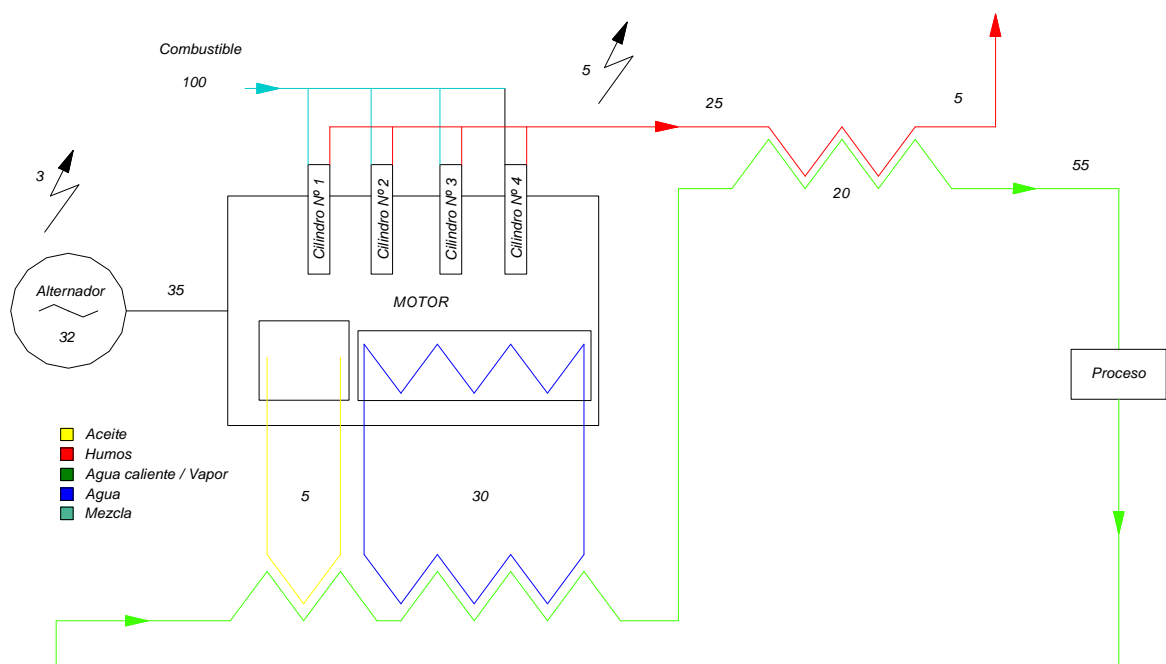 Combustible
100
5
25
5
3
55
20
Cilindro Nº 1
Cilindro Nº 2
Cilindro Nº 3
Cilindro Nº 4
Alternador
32
35
MOTOR
Proceso
Aceite
Humos
Agua caliente / Vapor
Agua
Mezcla
5
30